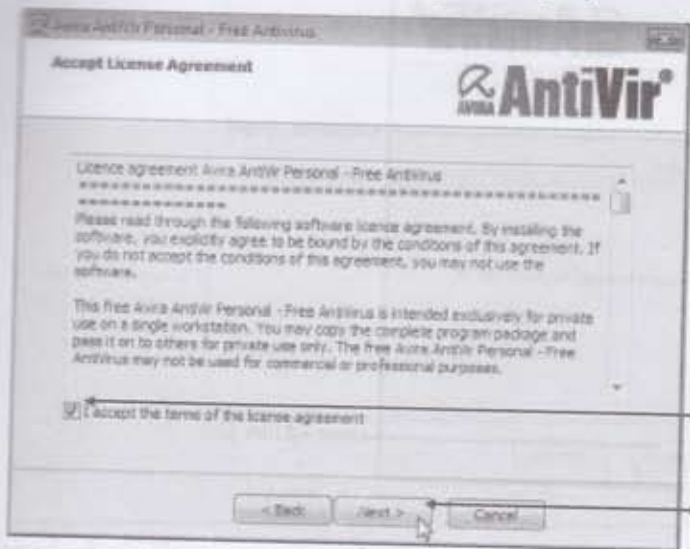 Avira AntiVir Personal - Free Antivirus
Accept License Agreement
AVIRA AntiVir®
Licence agreement Avira AntiVir Personal - Free Antivirus
********************************************************
**************
Please read through the following software licence agreement. By installing the
software, you explicitly agree to be bound by the conditions of this agreement. If
you do not accept the conditions of this agreement, you may not use the
software.
This free Avira AntiVir Personal - Free Antivirus is intended exclusively for private
use on a single workstation. You may copy the complete program package and
pass it on to others for private use only. The free Avira AntiVir Personal - Free
Antivirus may not be used for commercial or professional purposes.
I accept the terms of the license agreement
< Back
Next >
Cancel